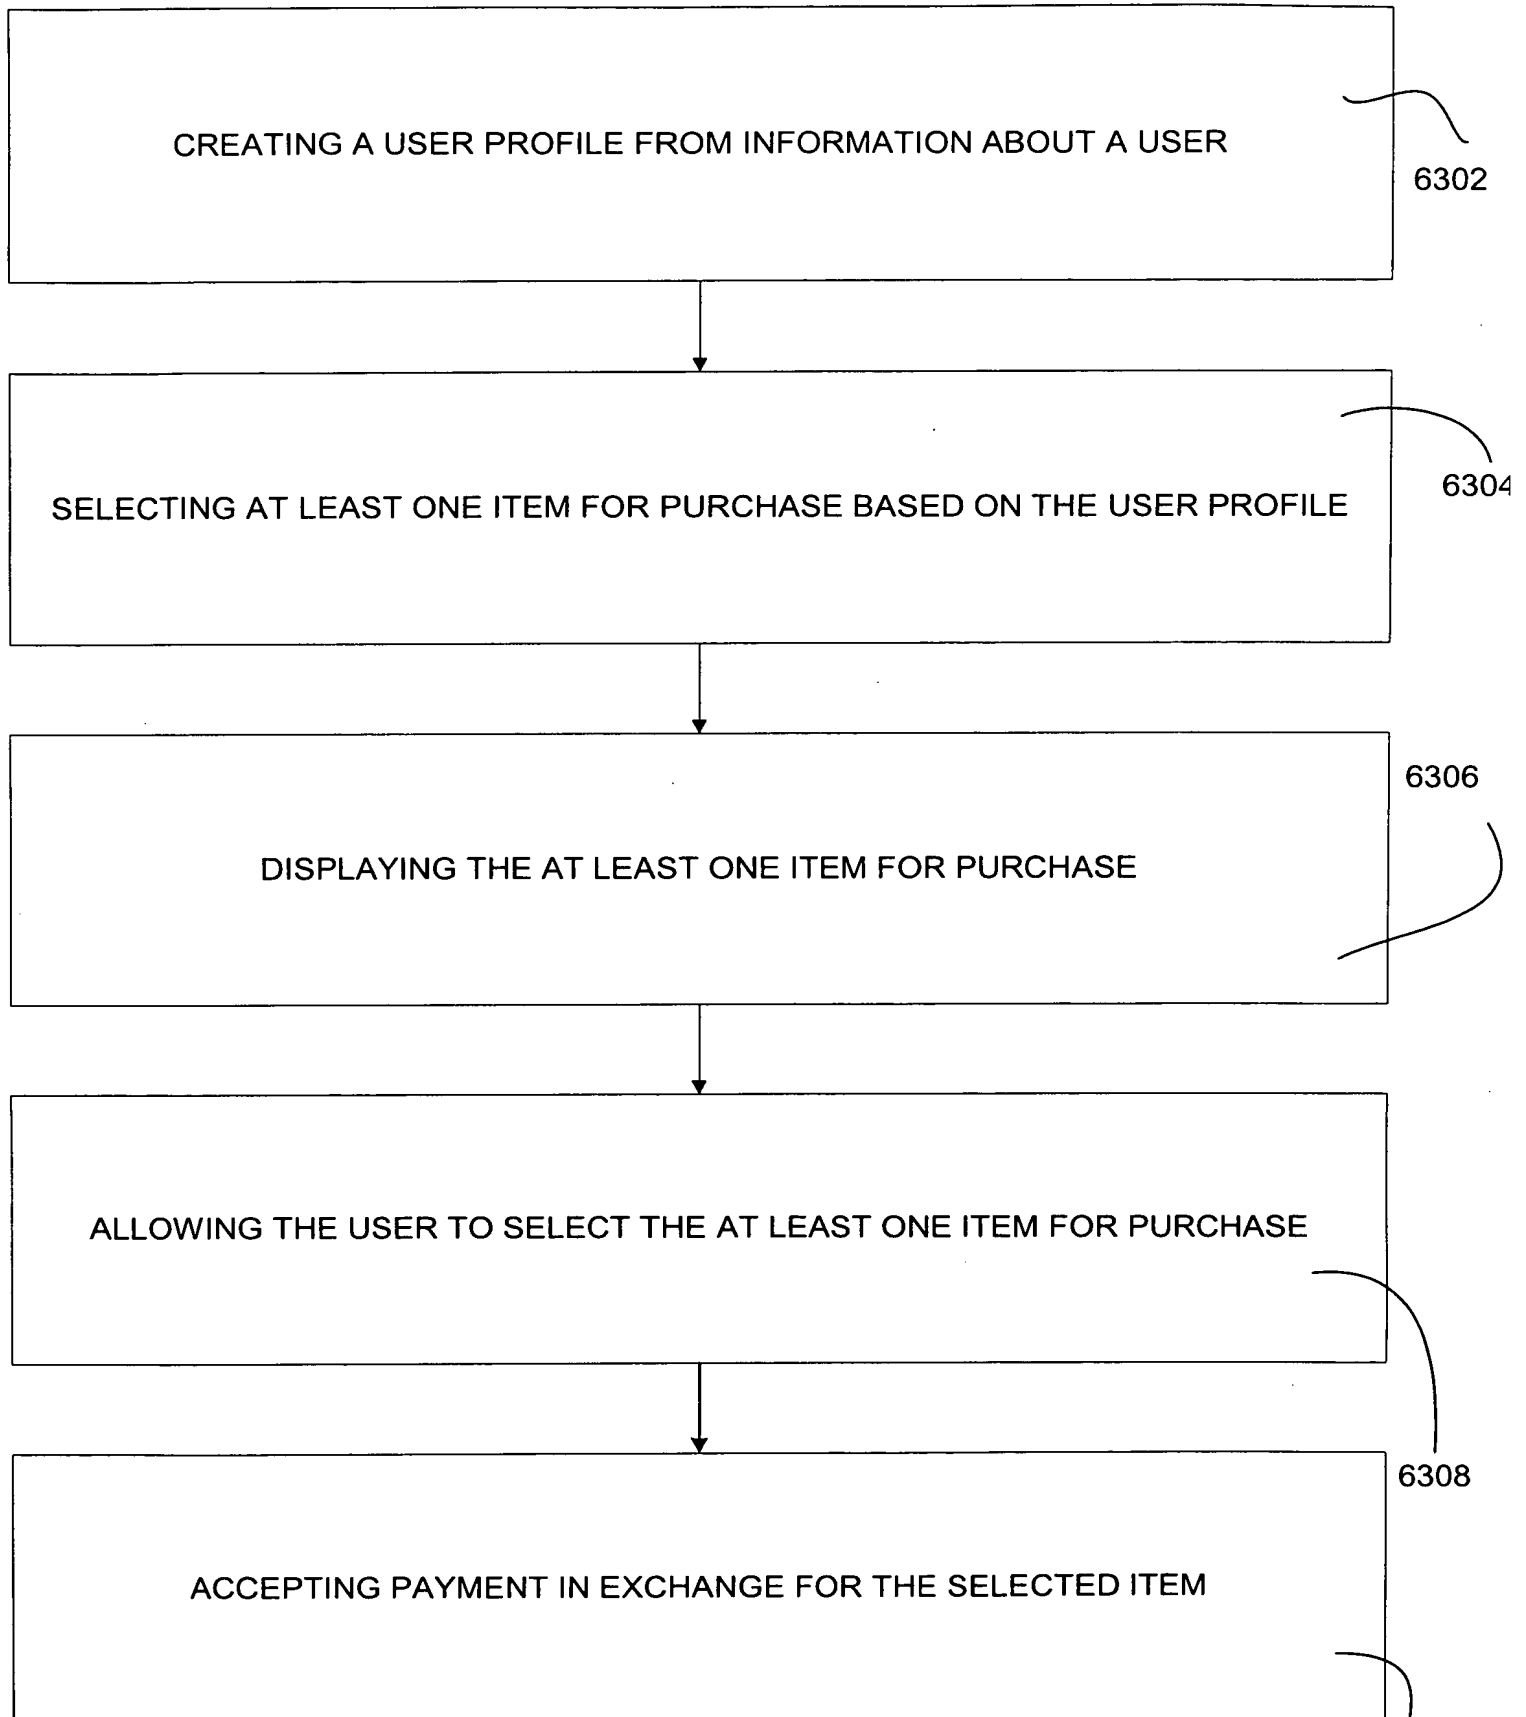 CREATING A USER PROFILE FROM INFORMATION ABOUT A USER
6302
SELECTING AT LEAST ONE ITEM FOR PURCHASE BASED ON THE USER PROFILE
6304
6306
DISPLAYING THE AT LEAST ONE ITEM FOR PURCHASE
ALLOWING THE USER TO SELECT THE AT LEAST ONE ITEM FOR PURCHASE
6308
ACCEPTING PAYMENT IN EXCHANGE FOR THE SELECTED ITEM